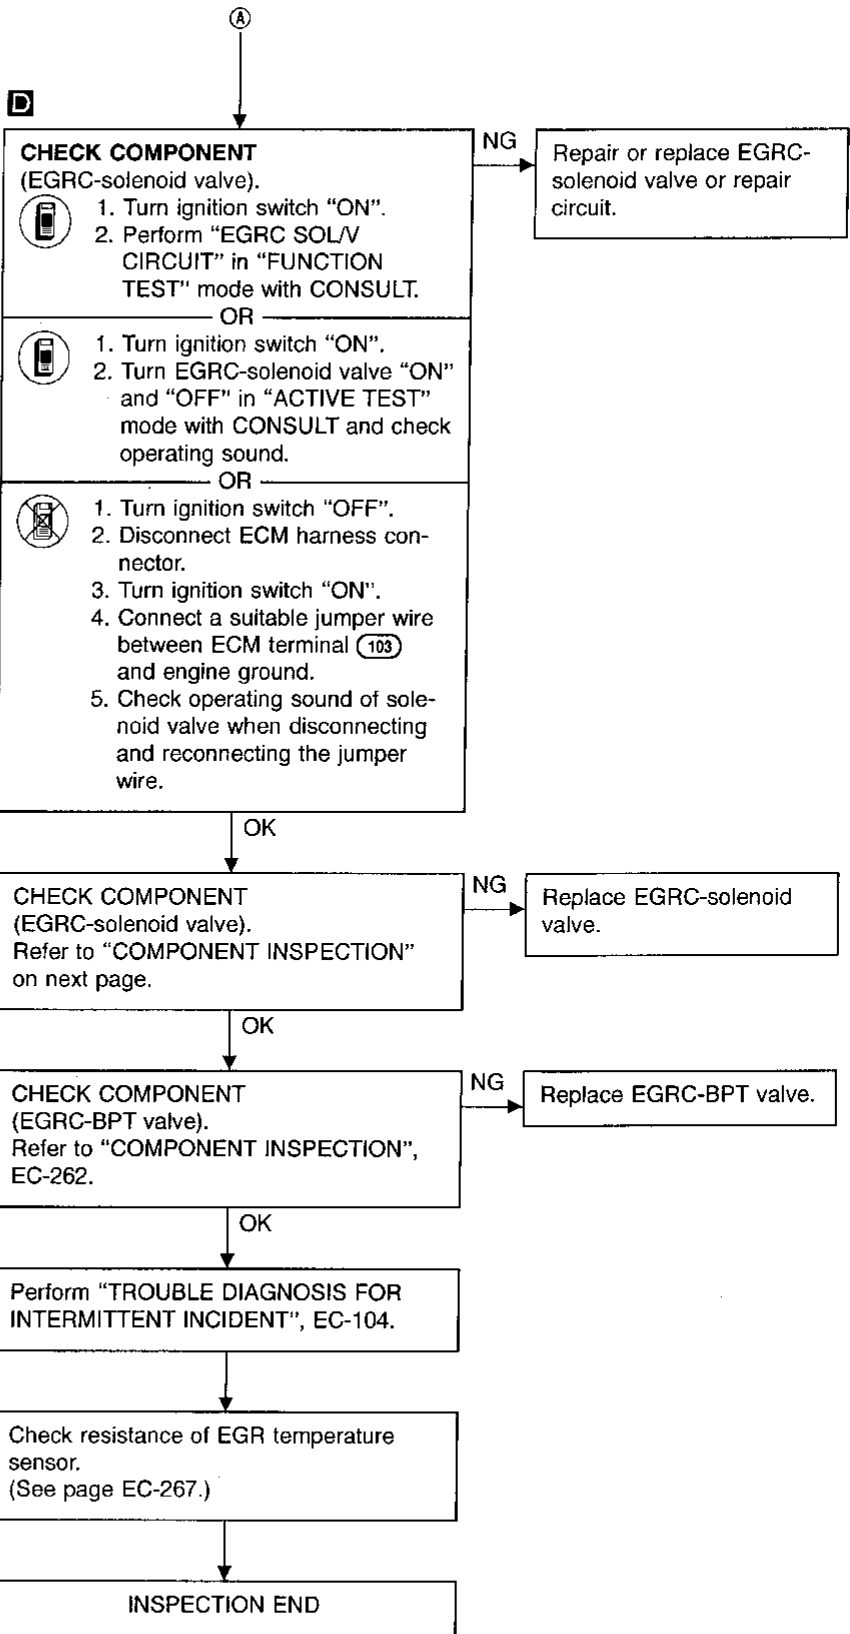 A
D
CHECK COMPONENT
(EGRC-solenoid valve).
1. Turn ignition switch “ON”.
2. Perform “EGRC SOL/V
CIRCUIT” in “FUNCTION
TEST” mode with CONSULT.
OR
1. Turn ignition switch “ON”.
2. Turn EGRC-solenoid valve “ON”
and “OFF” in “ACTIVE TEST”
mode with CONSULT and check
operating sound.
OR
1. Turn ignition switch “OFF”.
2. Disconnect ECM harness con-
nector.
3. Turn ignition switch “ON”.
4. Connect a suitable jumper wire
between ECM terminal 103
and engine ground.
5. Check operating sound of sole-
noid valve when disconnecting
and reconnecting the jumper
wire.
NG
Repair or replace EGRC-
solenoid valve or repair
circuit.
OK
CHECK COMPONENT
(EGRC-solenoid valve).
Refer to “COMPONENT INSPECTION”
on next page.
NG
Replace EGRC-solenoid
valve.
OK
CHECK COMPONENT
(EGRC-BPT valve).
Refer to “COMPONENT INSPECTION”,
EC-262.
NG
Replace EGRC-BPT valve.
OK
Perform “TROUBLE DIAGNOSIS FOR
INTERMITTENT INCIDENT”, EC-104.
Check resistance of EGR temperature
sensor.
(See page EC-267.)
INSPECTION END